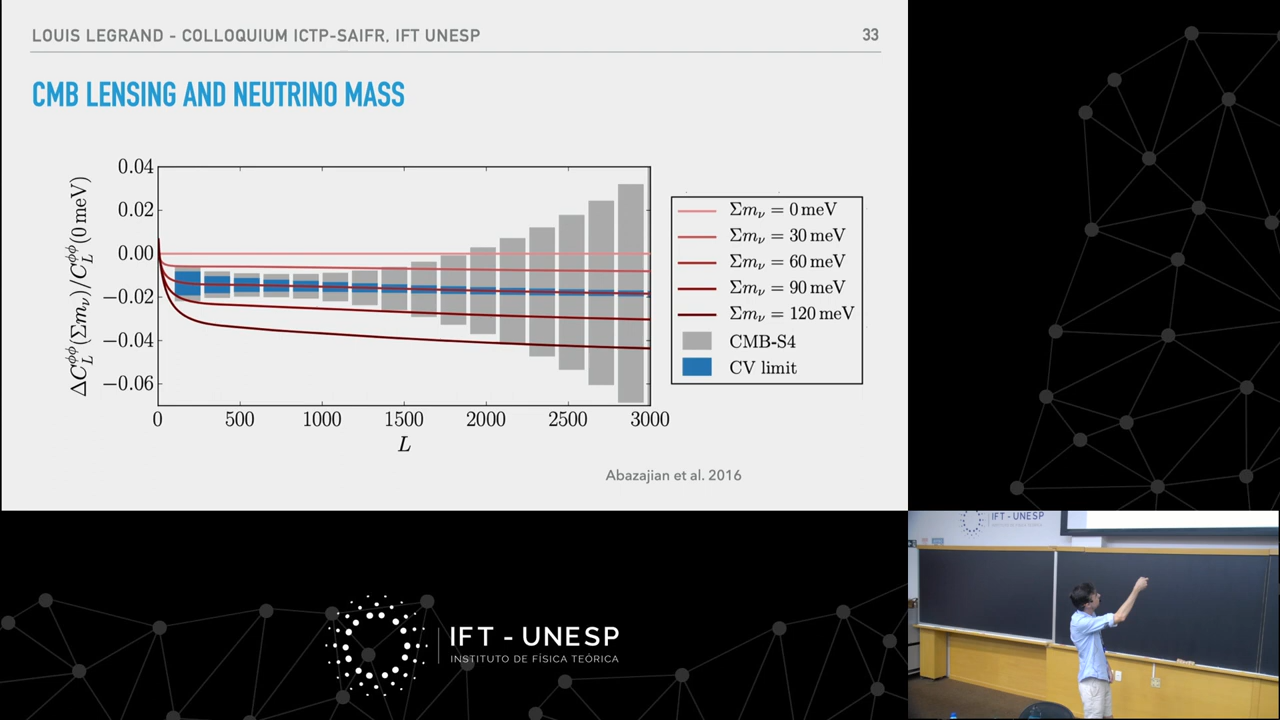 LOUIS LEGRAND - COLLOQUIUM ICTP-SAIFR, IFT UNESP
33
CMB LENSING AND NEUTRINO MASS
ΔC_L^{ϕϕ}(Σm_ν)/C_L^{ϕϕ}(0 meV)
0.04
0.02
0.00
−0.02
−0.04
−0.06
0 500 1000 1500 2000 2500 3000
L
Σm_ν = 0 meV
Σm_ν = 30 meV
Σm_ν = 60 meV
Σm_ν = 90 meV
Σm_ν = 120 meV
CMB-S4
CV limit
Abazajian et al. 2016
IFT - UNESP
IFT - UNESP
INSTITUTO DE FÍSICA TEÓRICA